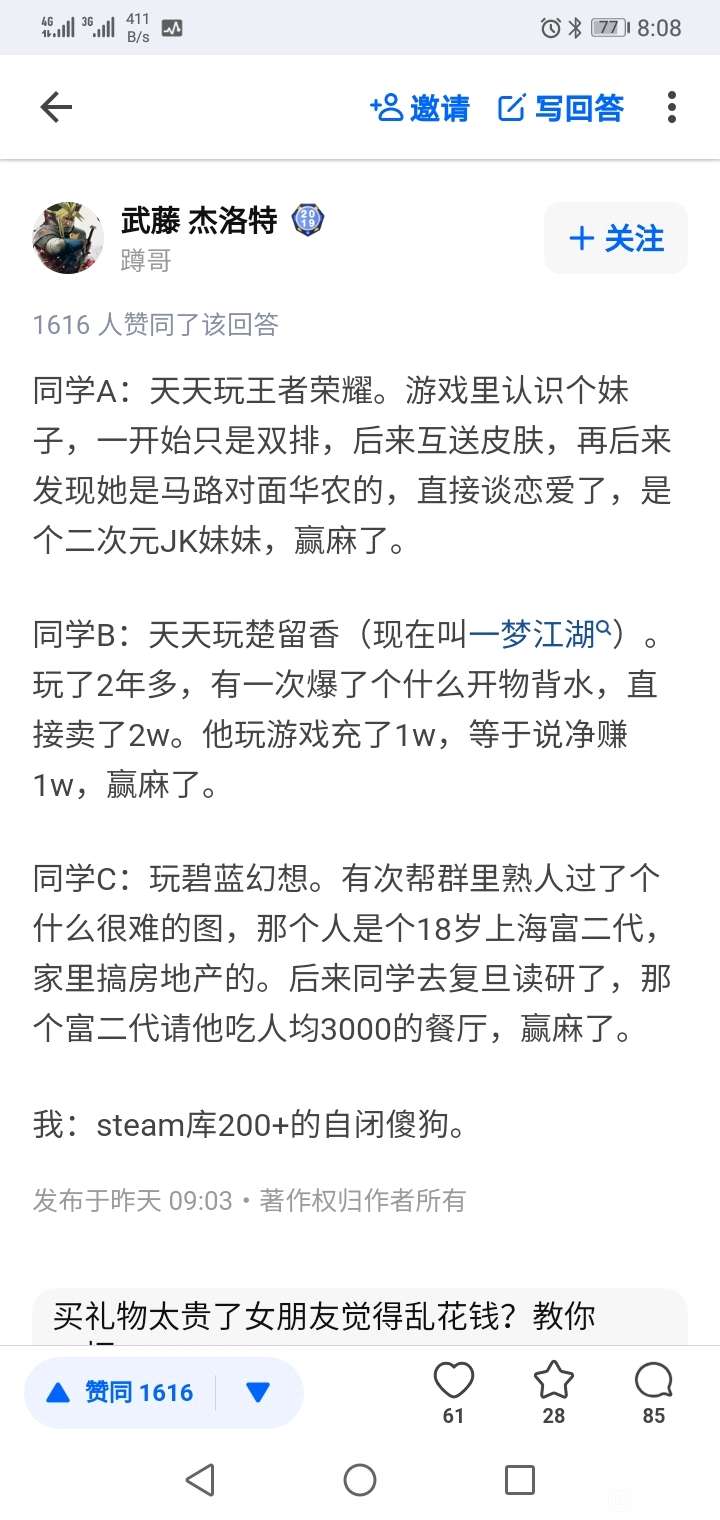 4G 3G 411 B/s 77 8:08
邀请 写回答
武藤 杰洛特 2019
蹲哥
+ 关注
1616 人赞同了该回答
同学A：天天玩王者荣耀。游戏里认识个妹
子，一开始只是双排，后来互送皮肤，再后来
发现她是马路对面华农的，直接谈恋爱了，是
个二次元JK妹妹，赢麻了。
同学B：天天玩楚留香（现在叫一梦江湖）。
玩了2年多，有一次爆了个什么开物背水，直
接卖了2w。他玩游戏充了1w，等于说净赚
1w，赢麻了。
同学C：玩碧蓝幻想。有次帮群里熟人过了个
什么很难的图，那个人是个18岁上海富二代，
家里搞房地产的。后来同学去复旦读研了，那
个富二代请他吃人均3000的餐厅，赢麻了。
我：steam库200+的自闭傻狗。
发布于昨天 09:03 · 著作权归作者所有
买礼物太贵了女朋友觉得乱花钱？教你
赞同 1616
61 28 85